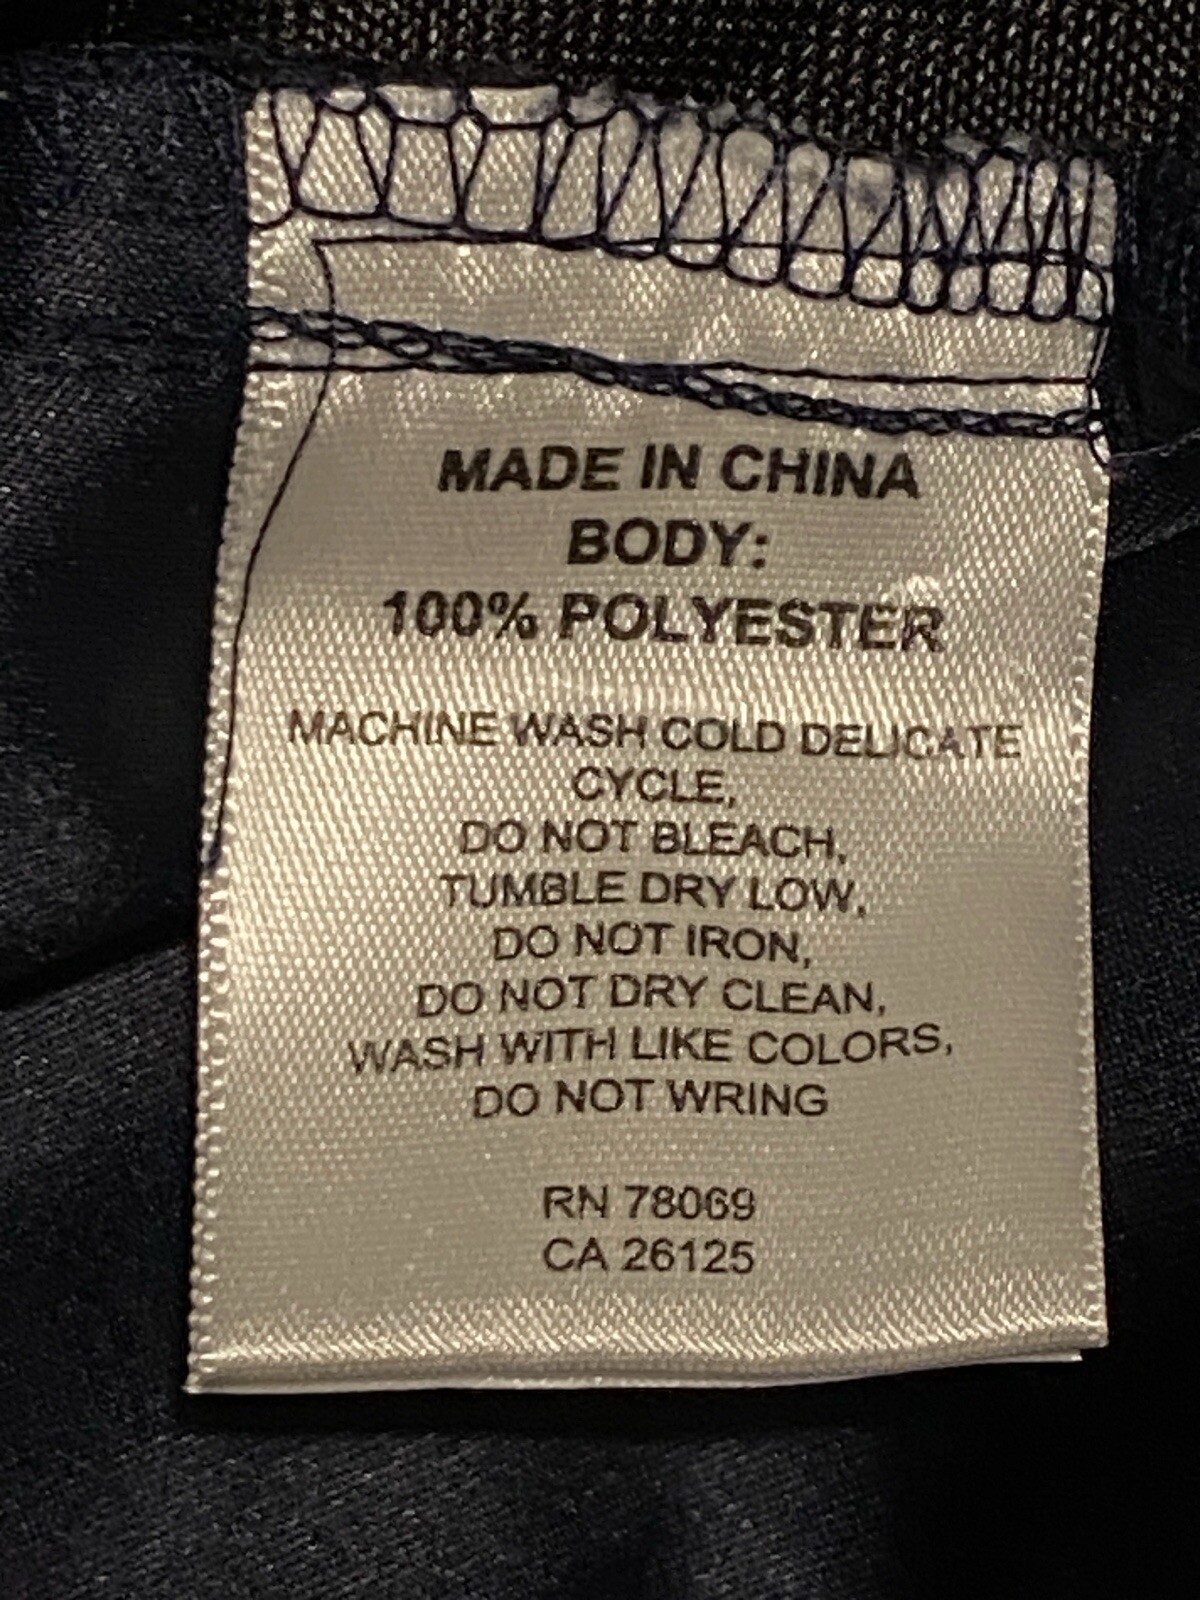 MADE IN CHINA
BODY:
100% POLYESTER
MACHINE WASH COLD DELICATE
CYCLE,
DO NOT BLEACH,
TUMBLE DRY LOW,
DO NOT IRON,
DO NOT DRY CLEAN,
WASH WITH LIKE COLORS,
DO NOT WRING
RN 78069
CA 26125